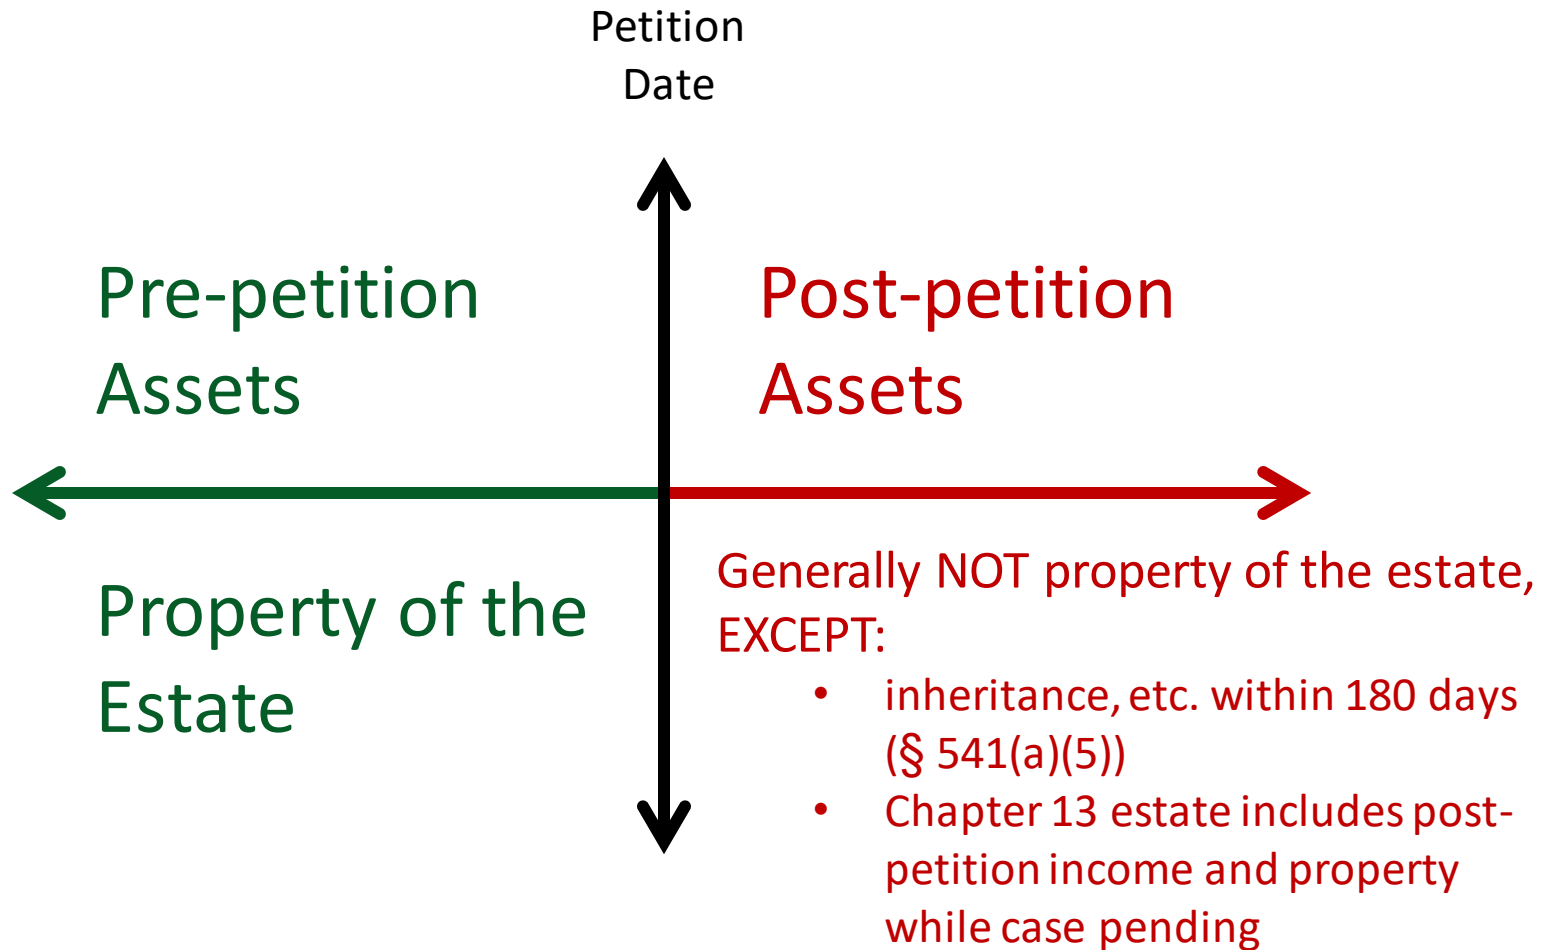 Petition
Date
Pre-petition
Assets
Post-petition
Assets
Property of the
Estate
Generally NOT property of the estate,
EXCEPT:
• inheritance, etc. within 180 days
(§ 541(a)(5))
• Chapter 13 estate includes post-
petition income and property
while case pending